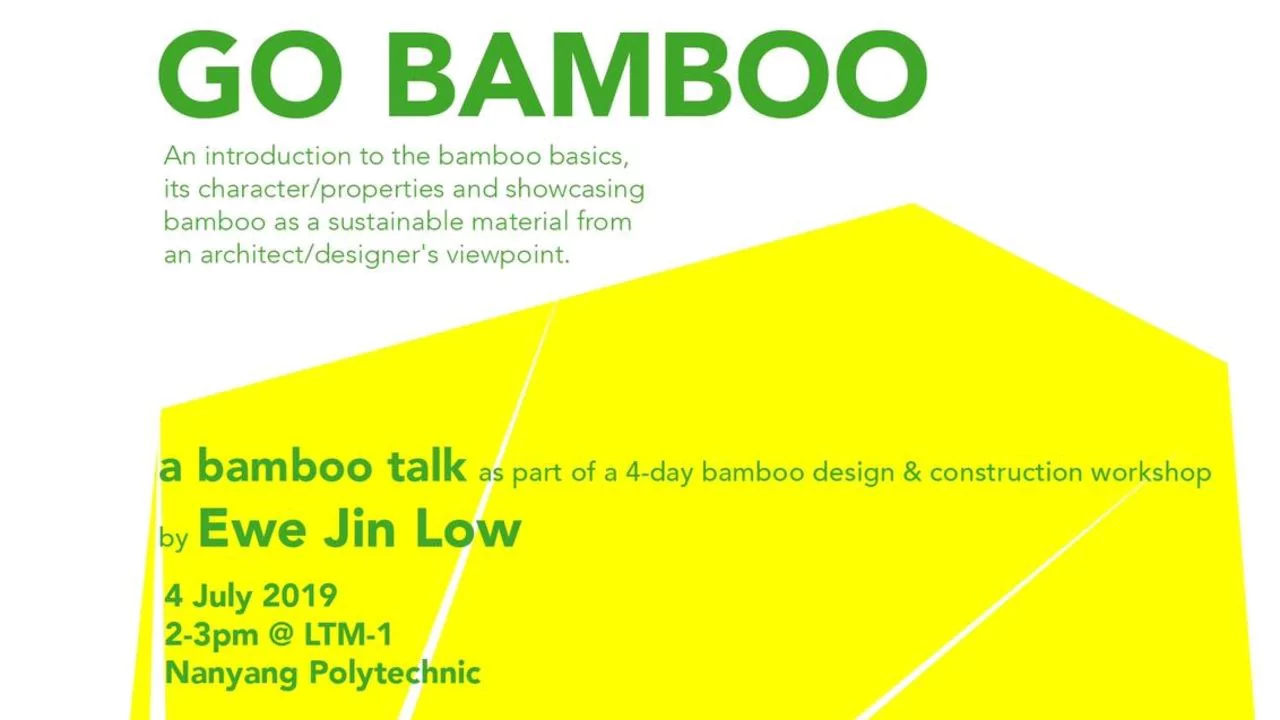 GO BAMBOO
An introduction to the bamboo basics,
its character/properties and showcasing
bamboo as a sustainable material from
an architect/designer's viewpoint.
a bamboo talk as part of a 4-day bamboo design & construction workshop
by Ewe Jin Low
4 July 2019
2-3pm @ LTM-1
Nanyang Polytechnic